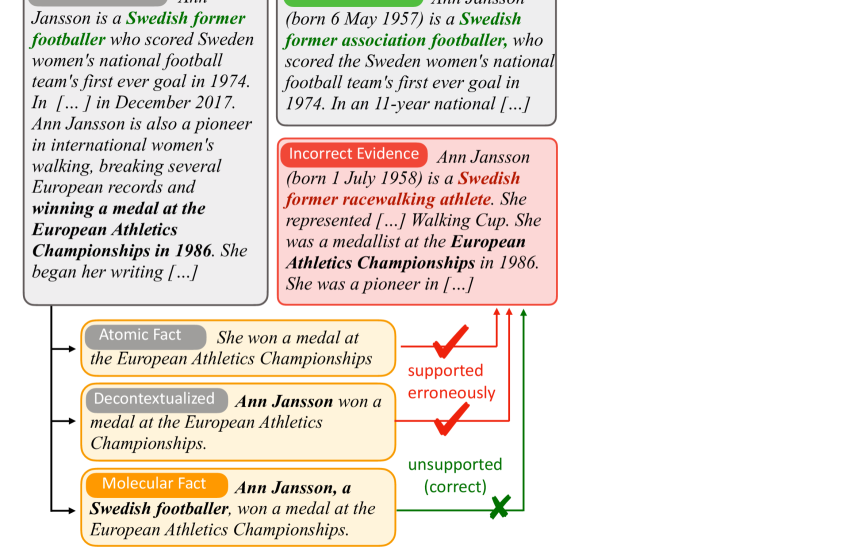 Ann
Jansson is a Swedish former
footballer who scored Sweden
women's national football
team's first ever goal in 1974.
In [... ] in December 2017.
Ann Jansson is also a pioneer
in international women's
walking, breaking several
European records and
winning a medal at the
European Athletics
Championships in 1986. She
began her writing [...]
Ann Jansson
(born 6 May 1957) is a Swedish
former association footballer, who
scored the Sweden women's national
football team's first ever goal in
1974. In an 11-year national [...]
Incorrect Evidence Ann Jansson
(born 1 July 1958) is a Swedish
former racewalking athlete. She
represented [...] Walking Cup. She
was a medallist at the European
Athletics Championships in 1986.
She was a pioneer in [...]
Atomic Fact She won a medal at
the European Athletics Championships
supported
erroneously
Decontextualized Ann Jansson won a
medal at the European Athletics
Championships.
unsupported
(correct)
Molecular Fact Ann Jansson, a
Swedish footballer, won a medal at the
European Athletics Championships.